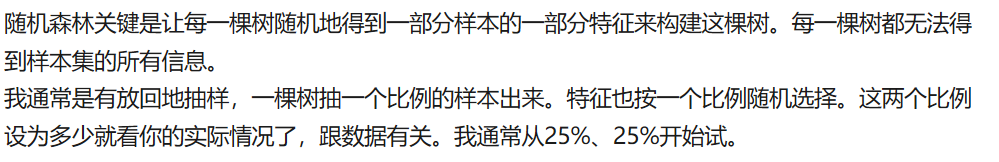 随机森林关键是让每一棵树随机地得到一部分样本的一部分特征来构建这棵树。每一棵树都无法得
到样本集的所有信息。
我通常是有放回地抽样，一棵树抽一个比例的样本出来。特征也按一个比例随机选择。这两个比例
设为多少就看你的实际情况了，跟数据有关。我通常从25%、25%开始试。